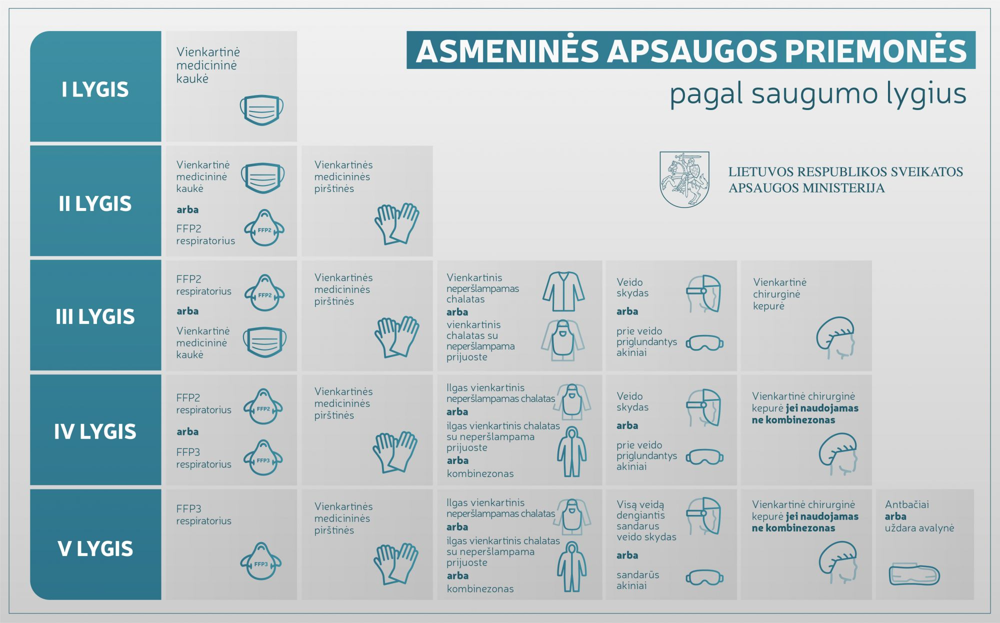 ASMENINĖS APSAUGOS PRIEMONĖS
pagal saugumo lygius
LIETUVOS RESPUBLIKOS SVEIKATOS
APSAUGOS MINISTERIJA
I LYGIS
Vienkartinė
medicininė
kaukė
II LYGIS
Vienkartinė
medicininė
kaukė
arba
FFP2
respiratorius
FFP2
Vienkartinės
medicininės
pirštinės
III LYGIS
FFP2
respiratorius
FFP2
arba
Vienkartinė
medicininė
kaukė
Vienkartinės
medicininės
pirštinės
Vienkartinis
neperšlampamas
chalatas
arba
vienkartinis
chalatas su
neperšlampama
prijuoste
Veido
skydas
arba
prie veido
priglundantys
akiniai
Vienkartinė
chirurginė
kepurė
IV LYGIS
FFP2
respiratorius
FFP2
arba
FFP3
respiratorius
FFP3
Vienkartinės
medicininės
pirštinės
Ilgas vienkartinis
neperšlampamas chalatas
arba
ilgas vienkartinis chalatas
su neperšlampama
prijuoste
arba
kombinezonas
Veido
skydas
arba
prie veido
priglundantys
akiniai
Vienkartinė chirurginė
kepurė jei naudojamas
ne kombinezonas
V LYGIS
FFP3
respiratorius
FFP3
Vienkartinės
medicininės
pirštinės
Ilgas vienkartinis
neperšlampamas chalatas
arba
ilgas vienkartinis chalatas
su neperšlampama
prijuoste
arba
kombinezonas
Visą veidą
dengiantis
sandarus
veido skydas
arba
sandarūs
akiniai
Vienkartinė chirurginė
kepurė jei naudojamas
ne kombinezonas
Antbačiai
arba
uždara avalynė